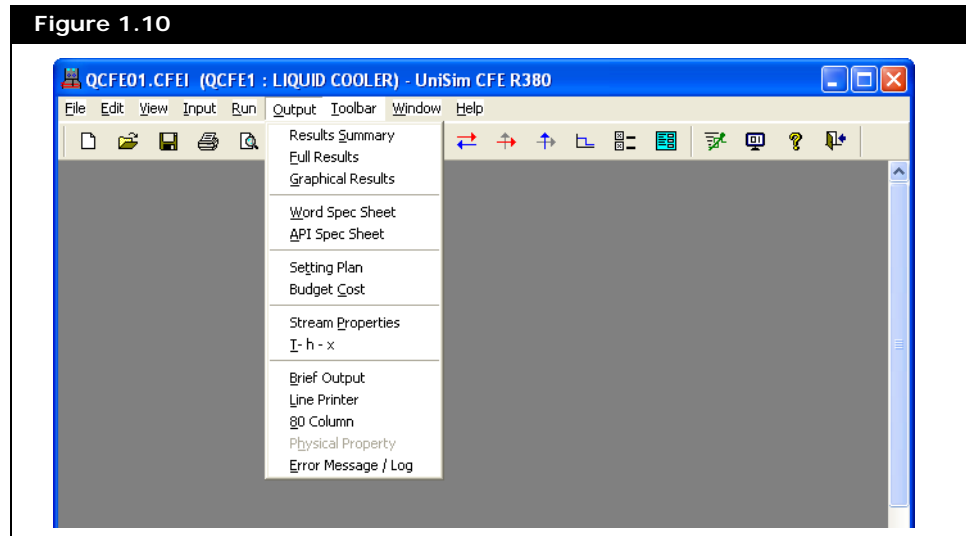 Figure 1.10
QCFE01.CFEI (QCFE1 : LIQUID COOLER) - UniSim CFE R380
File Edit View Input Run Output Toolbar Window Help
Results Summary
Full Results
Graphical Results
Word Spec Sheet
API Spec Sheet
Setting Plan
Budget Cost
Stream Properties
T- h - x
Brief Output
Line Printer
80 Column
Physical Property
Error Message / Log